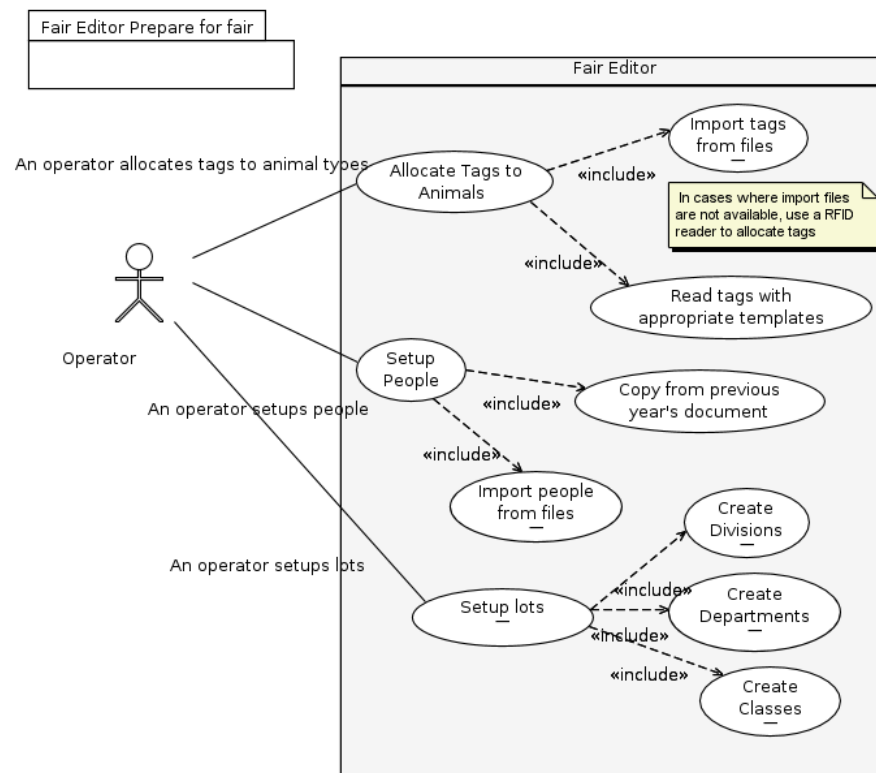 Fair Editor Prepare for fair
Fair Editor
Import tags
from files
An operator allocates tags to animal types
Allocate Tags to
Animals
«include»
In cases where import files
are not available, use a RFID
reader to allocate tags
«include»
Read tags with
appropriate templates
Operator
Setup
People
Copy from previous
year's document
«include»
An operator setups people
«include»
Import people
from files
Create
Divisions
An operator setups lots
Setup lots
«include»
Create
Departments
«include»
«include»
Create
Classes